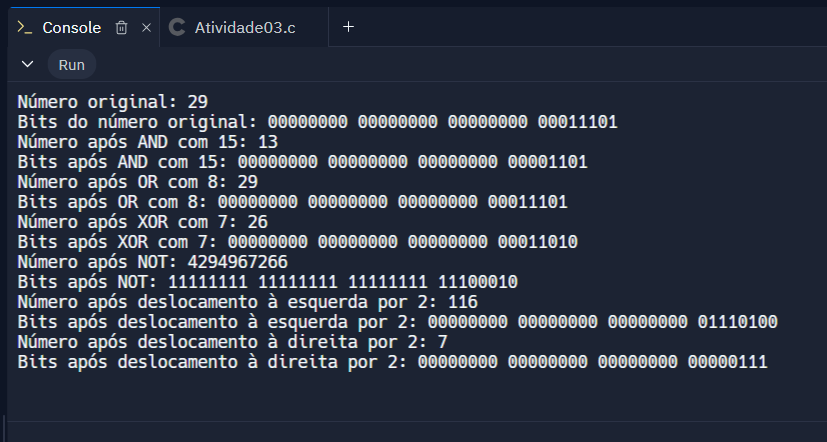 Console
Atividade03.c
Run
Número original: 29
Bits do número original: 00000000 00000000 00000000 00011101
Número após AND com 15: 13
Bits após AND com 15: 00000000 00000000 00000000 00001101
Número após OR com 8: 29
Bits após OR com 8: 00000000 00000000 00000000 00011101
Número após XOR com 7: 26
Bits após XOR com 7: 00000000 00000000 00000000 00011010
Número após NOT: 4294967266
Bits após NOT: 11111111 11111111 11111111 11100010
Número após deslocamento à esquerda por 2: 116
Bits após deslocamento à esquerda por 2: 00000000 00000000 00000000 01110100
Número após deslocamento à direita por 2: 7
Bits após deslocamento à direita por 2: 00000000 00000000 00000000 00000111